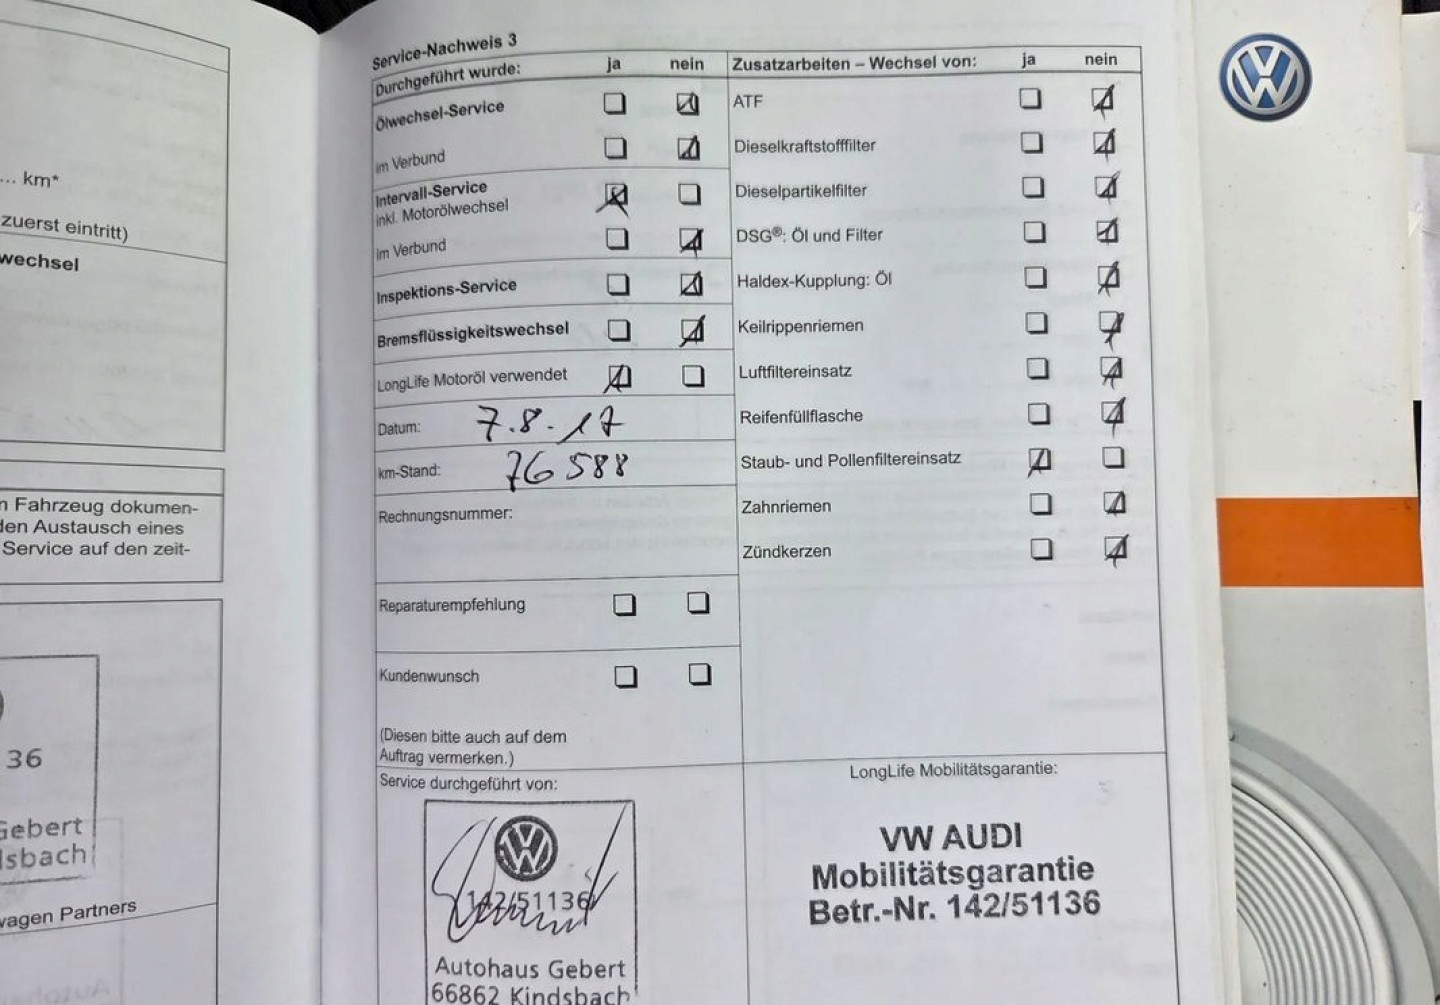 ... km*
zuerst eintritt)
wechsel
n Fahrzeug dokumen-
den Austausch eines
Service auf den zeit-
36
Gebert
dsbach
wagen Partners
Service-Nachweis 3
Durchgeführt wurde: ja nein
Ölwechsel-Service
im Verbund
Intervall-Service
inkl. Motorölwechsel
im Verbund
Inspektions-Service
Bremsflüssigkeitswechsel
LongLife Motoröl verwendet
Datum: 7.8.17
km-Stand: 76 588
Rechnungsnummer:
Reparaturempfehlung
Kundenwunsch
(Diesen bitte auch auf dem
Auftrag vermerken.)
Service durchgeführt von:
142/51136
Autohaus Gebert
66862 Kindsbach
Zusatzarbeiten – Wechsel von: ja nein
ATF
Dieselkraftstofffilter
Dieselpartikelfilter
DSG®: Öl und Filter
Haldex-Kupplung: Öl
Keilrippenriemen
Luftfiltereinsatz
Reifenfüllflasche
Staub- und Pollenfiltereinsatz
Zahnriemen
Zündkerzen
LongLife Mobilitätsgarantie:
VW AUDI
Mobilitätsgarantie
Betr.-Nr. 142/51136